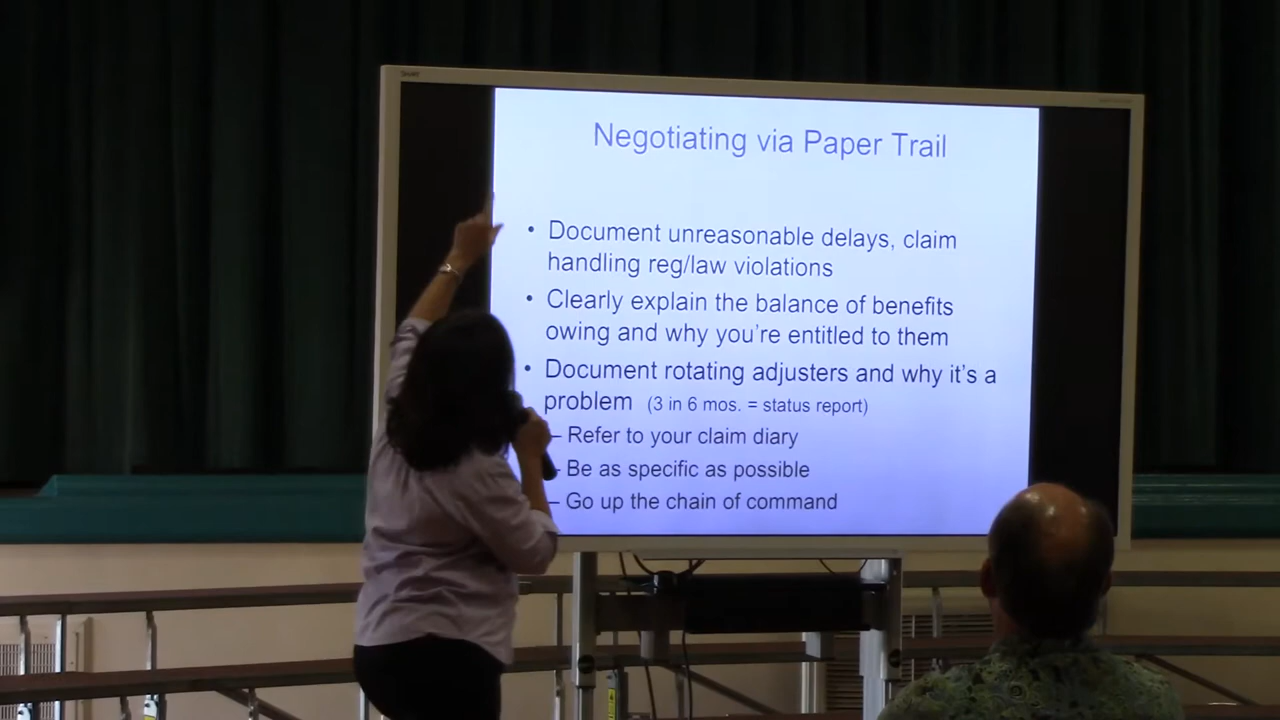 SMART
Negotiating via Paper Trail
• Document unreasonable delays, claim
handling reg/law violations
• Clearly explain the balance of benefits
owing and why you're entitled to them
• Document rotating adjusters and why it's a
problem (3 in 6 mos. = status report)
– Refer to your claim diary
– Be as specific as possible
– Go up the chain of command